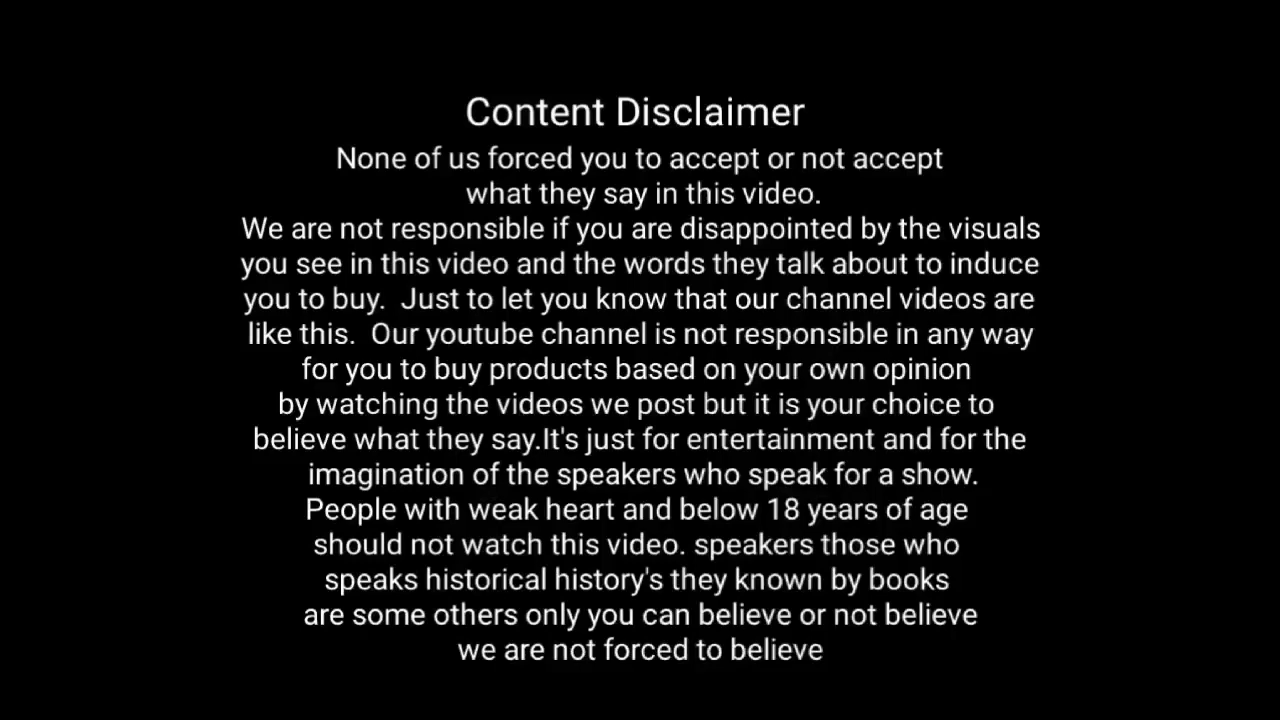 Content Disclaimer
None of us forced you to accept or not accept
what they say in this video.
We are not responsible if you are disappointed by the visuals
you see in this video and the words they talk about to induce
you to buy.  Just to let you know that our channel videos are
like this.  Our youtube channel is not responsible in any way
for you to buy products based on your own opinion
by watching the videos we post but it is your choice to
believe what they say.It's just for entertainment and for the
imagination of the speakers who speak for a show.
People with weak heart and below 18 years of age
should not watch this video. speakers those who
speaks historical history's they known by books
are some others only you can believe or not believe
we are not forced to believe